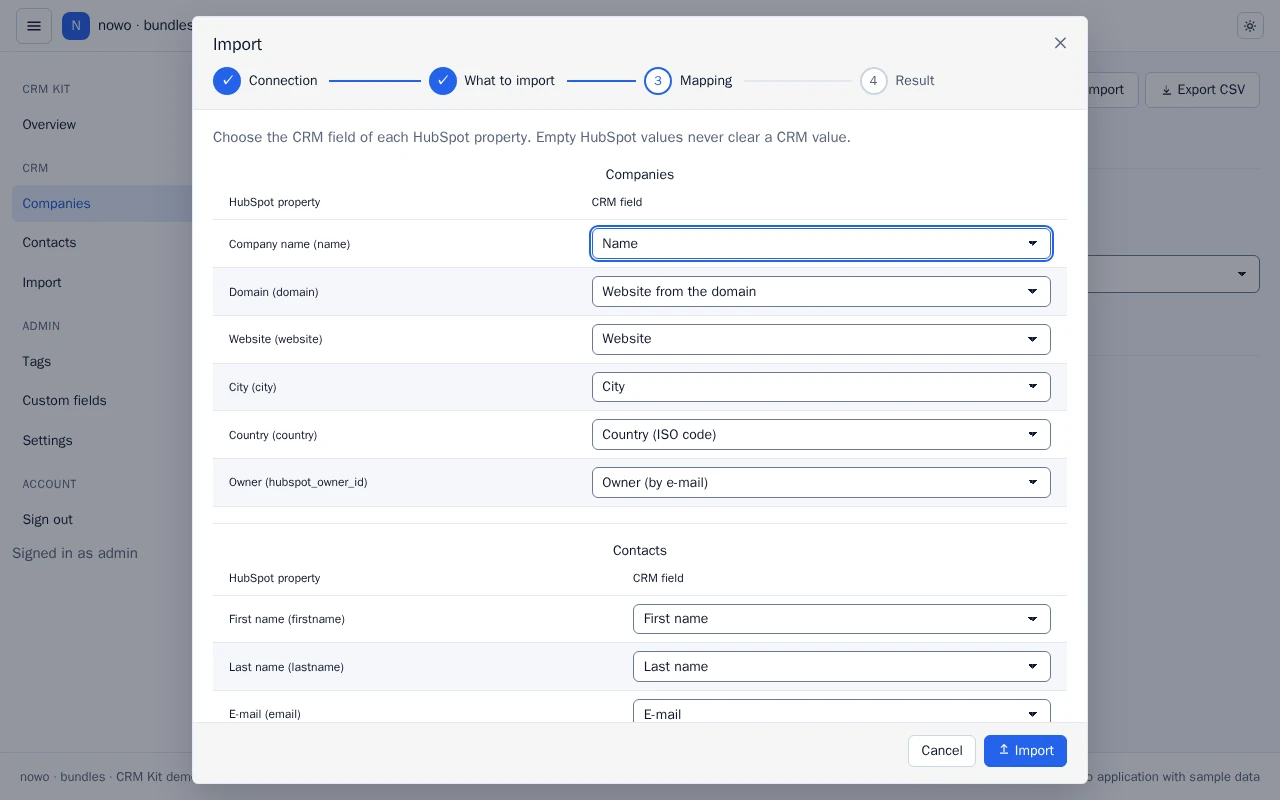 N nowo · bundles
CRM KIT
Overview
CRM
Companies
Contacts
Import
ADMIN
Tags
Custom fields
Settings
ACCOUNT
Sign out
Signed in as admin
mport
Export CSV
Import
Connection
What to import
3 Mapping
4 Result
Choose the CRM field of each HubSpot property. Empty HubSpot values never clear a CRM value.
Companies
HubSpot property CRM field
Company name (name) Name
Domain (domain) Website from the domain
Website (website) Website
City (city) City
Country (country) Country (ISO code)
Owner (hubspot_owner_id) Owner (by e-mail)
Contacts
HubSpot property CRM field
First name (firstname) First name
Last name (lastname) Last name
E-mail (email) E-mail
Cancel Import
nowo · bundles · CRM Kit dem
application with sample data